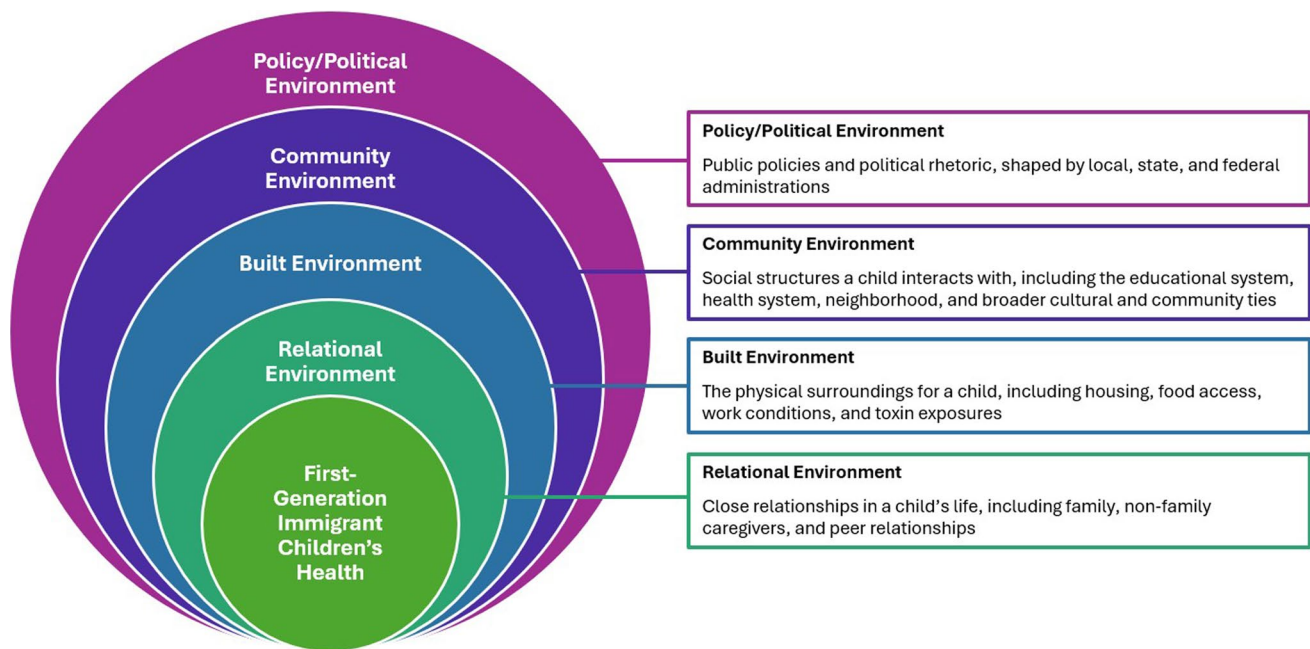 Policy/Political
Environment
Community
Environment
Built Environment
Relational
Environment
First-
Generation
Immigrant
Children’s
Health
Policy/Political Environment
Public policies and political rhetoric, shaped by local, state, and federal
administrations
Community Environment
Social structures a child interacts with, including the educational system,
health system, neighborhood, and broader cultural and community ties
Built Environment
The physical surroundings for a child, including housing, food access,
work conditions, and toxin exposures
Relational Environment
Close relationships in a child’s life, including family, non-family
caregivers, and peer relationships